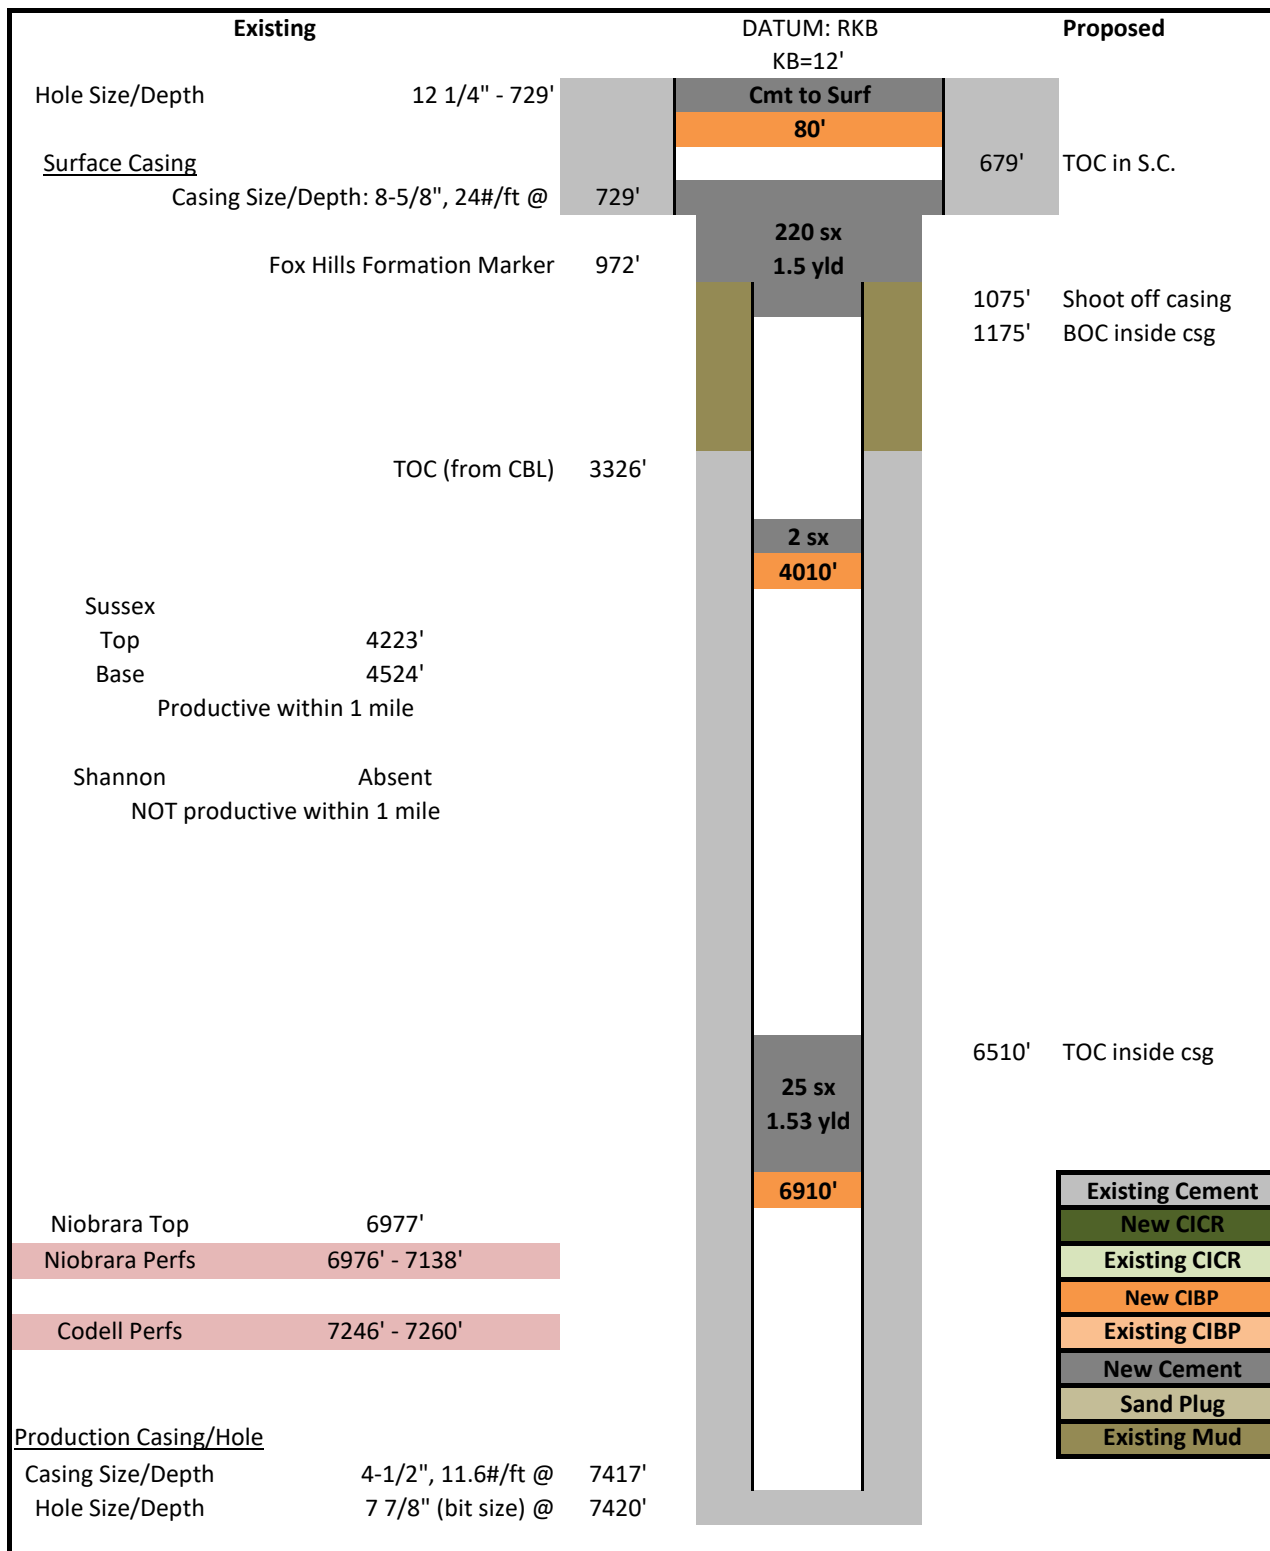 Existing DATUM: RKB Proposed
KB=12'
Hole Size/Depth 12 1/4" - 729' Cmt to Surf
80'
Surface Casing 679' TOC in S.C.
Casing Size/Depth: 8-5/8", 24#/ft @ 729'
220 sx
Fox Hills Formation Marker 972' 1.5 yld
1075' Shoot off casing
1175' BOC inside csg
TOC (from CBL) 3326'
2 sx
4010'
Sussex
Top 4223'
Base 4524'
Productive within 1 mile
Shannon Absent
NOT productive within 1 mile
6510' TOC inside csg
25 sx
1.53 yld
6910' Existing Cement
Niobrara Top 6977' New CICR
Niobrara Perfs 6976' - 7138' Existing CICR
New CIBP
Codell Perfs 7246' - 7260' Existing CIBP
New Cement
Sand Plug
Production Casing/Hole Existing Mud
Casing Size/Depth 4-1/2", 11.6#/ft @ 7417'
Hole Size/Depth 7 7/8" (bit size) @ 7420'